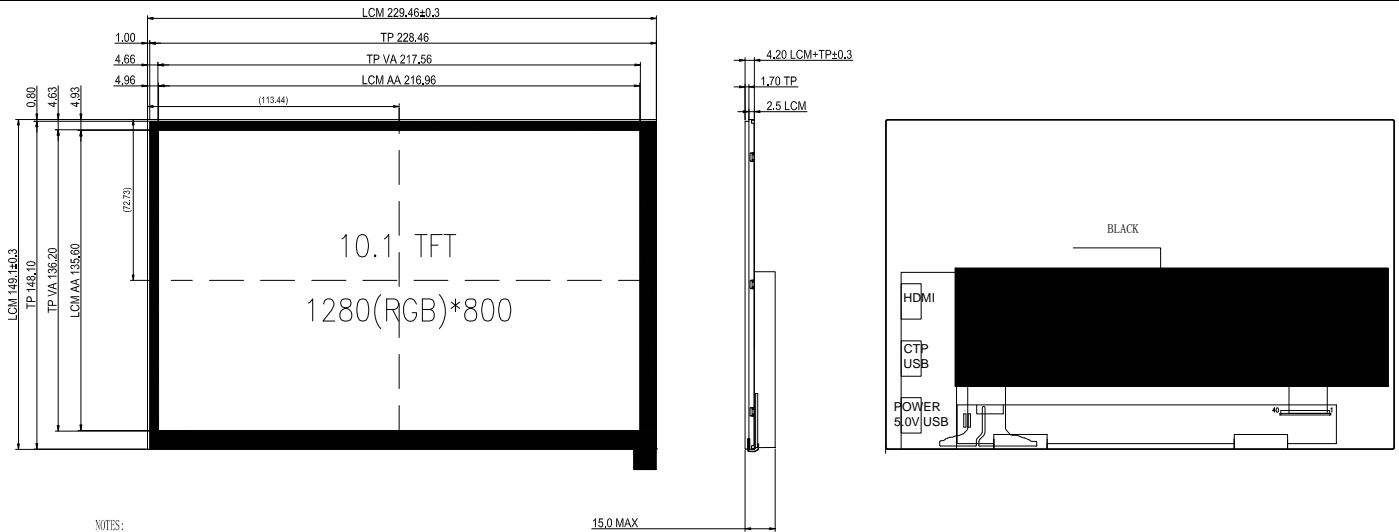 LCM 229.46±0.3
1.00
TP 228.46
4.66
TP VA 217.56
4.96
LCM AA 216.96
(113.44)
0.80
4.63
4.93
LCM 149.1±0.3
TP 148.10
TP VA 136.20
LCM AA 135.60
(72.73)
10.1 TFT
1280(RGB)*800
4.20 LCM+TP±0.3
1.70 TP
2.5 LCM
15.0 MAX
BLACK
HDMI
CTP
USB
POWER
5.0V USB
40
1
NOTES: